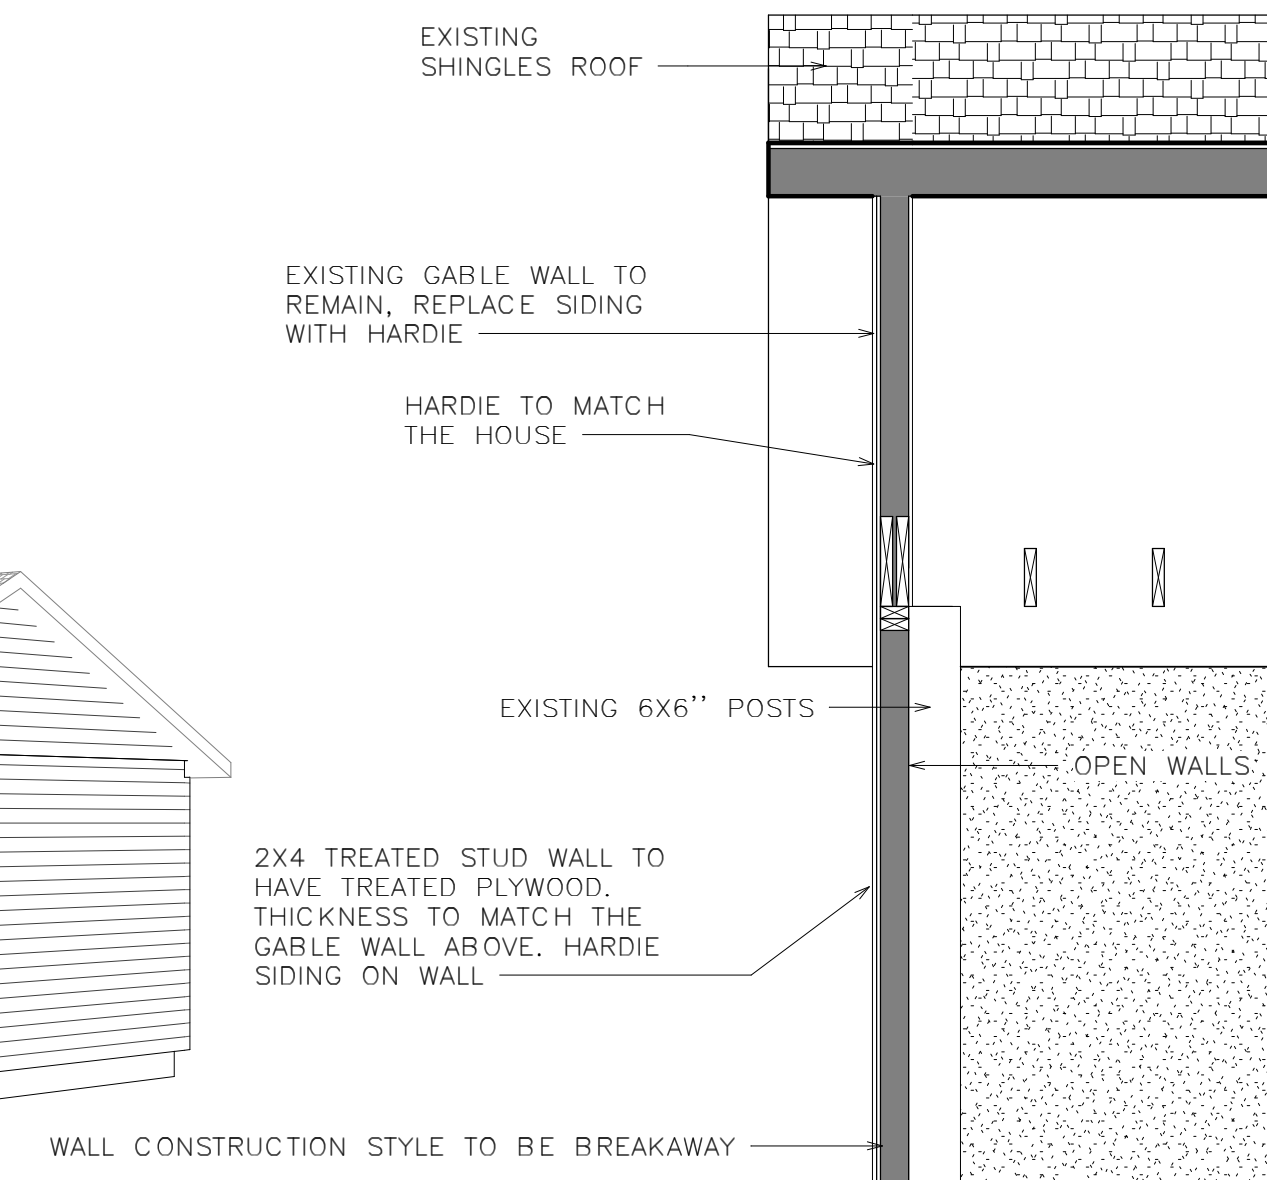 EXISTING
SHINGLES ROOF
EXISTING GABLE WALL TO
REMAIN, REPLACE SIDING
WITH HARDIE
HARDIE TO MATCH
THE HOUSE
EXISTING 6X6’’ POSTS
OPEN WALLS
2X4 TREATED STUD WALL TO
HAVE TREATED PLYWOOD.
THICKNESS TO MATCH THE
GABLE WALL ABOVE. HARDIE
SIDING ON WALL
WALL CONSTRUCTION STYLE TO BE BREAKAWAY